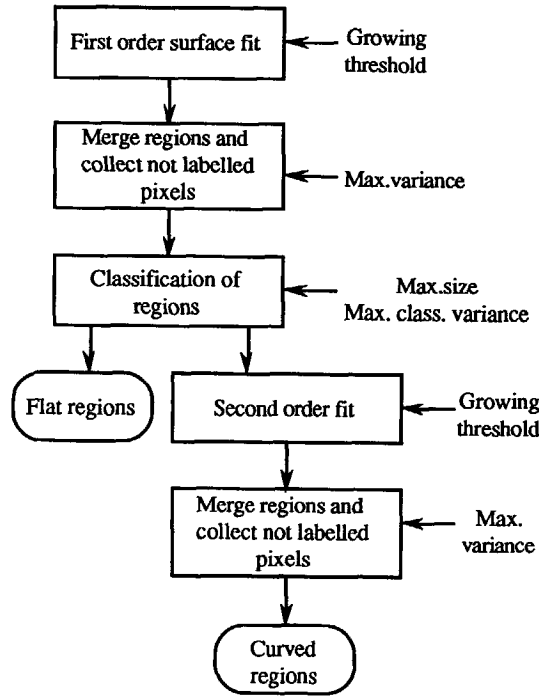 First order surface fit
Growing
threshold
Merge regions and
collect not labelled
pixels
Max.variance
Classification of
regions
Max.size
Max. class. variance
Flat regions
Second order fit
Growing
threshold
Merge regions and
collect not labelled
pixels
Max.
variance
Curved
regions